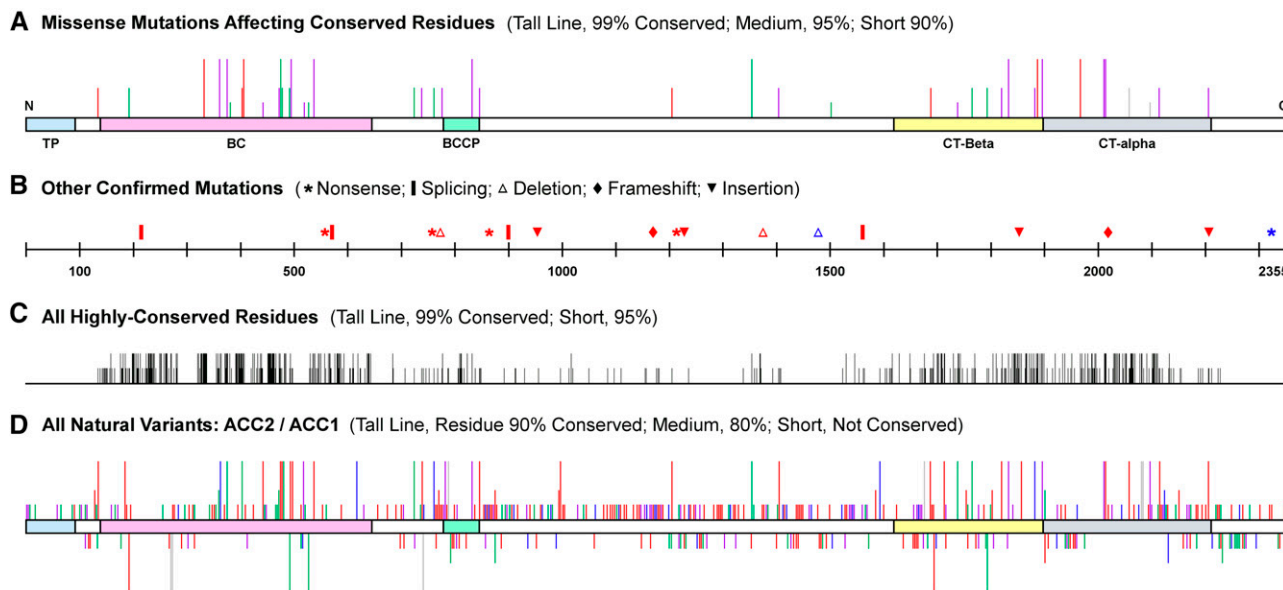 A Missense Mutations Affecting Conserved Residues (Tall Line, 99% Conserved; Medium, 95%; Short 90%)
N C
TP BC BCCP CT-Beta CT-alpha
B Other Confirmed Mutations (* Nonsense; ❚ Splicing; △ Deletion; ♦ Frameshift; ▼ Insertion)
100 500 1000 1500 2000 2355
C All Highly-Conserved Residues (Tall Line, 99% Conserved; Short, 95%)
D All Natural Variants: ACC2 / ACC1 (Tall Line, Residue 90% Conserved; Medium, 80%; Short, Not Conserved)